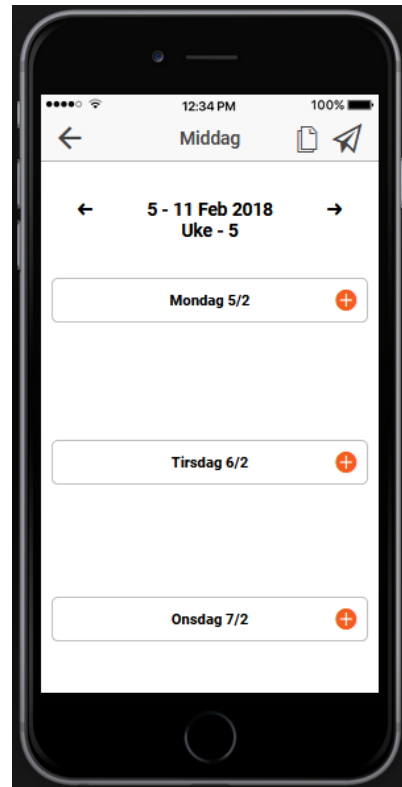 12:34 PM
100%
Middag
5 - 11 Feb 2018
Uke - 5
Mondag 5/2
Tirsdag 6/2
Onsdag 7/2